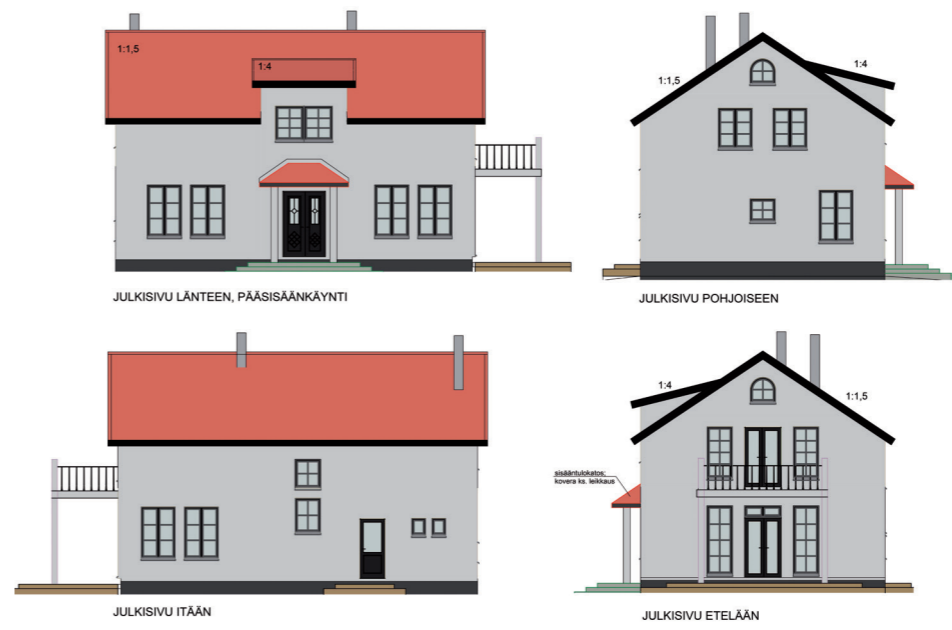 1:1,5
1:4
JULKISIVU LÄNTEEN, PÄÄSISÄÄNKÄYNTI
1:1,5
1:4
JULKISIVU POHJOISEEN
JULKISIVU ITÄÄN
1:4
1:1,5
sisääntulokatos;
kovera ks. leikkaus
JULKISIVU ETELÄÄN